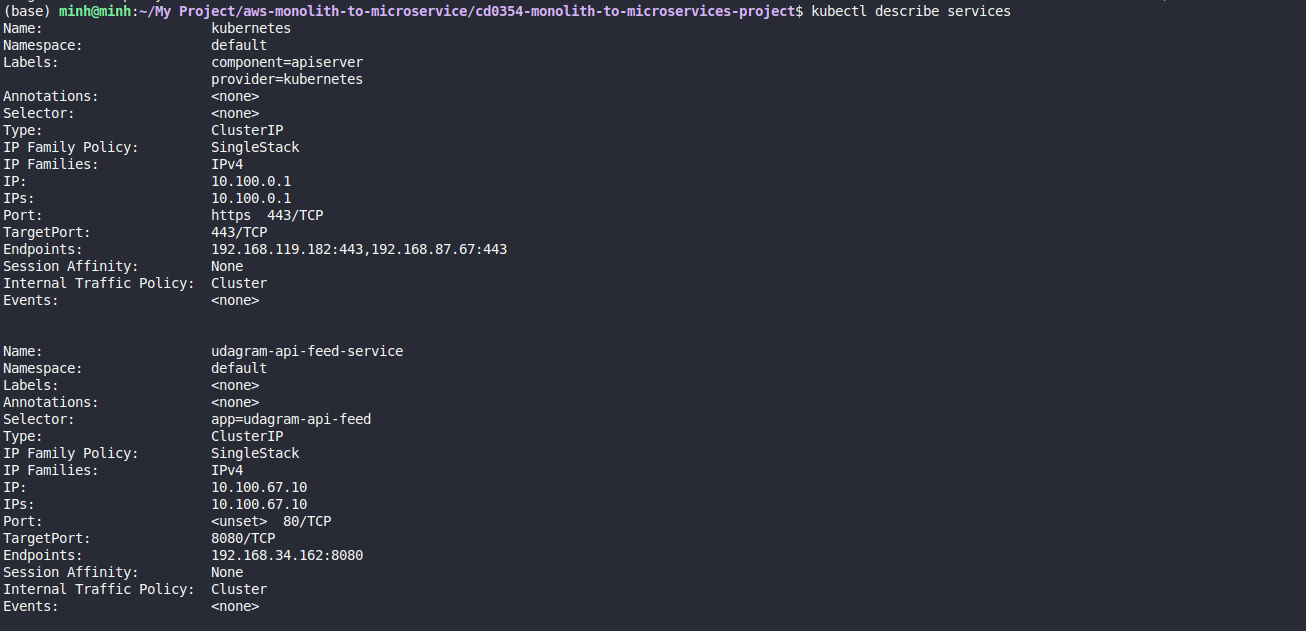 (base) minh@minh:~/My Project/aws-monolith-to-microservice/cd0354-monolith-to-microservices-project$ kubectl describe services
Name:                     kubernetes
Namespace:                default
Labels:                   component=apiserver
                          provider=kubernetes
Annotations:              <none>
Selector:                 <none>
Type:                     ClusterIP
IP Family Policy:         SingleStack
IP Families:              IPv4
IP:                       10.100.0.1
IPs:                      10.100.0.1
Port:                     https  443/TCP
TargetPort:               443/TCP
Endpoints:                192.168.119.182:443,192.168.87.67:443
Session Affinity:         None
Internal Traffic Policy:  Cluster
Events:                   <none>
Name:                     udagram-api-feed-service
Namespace:                default
Labels:                   <none>
Annotations:              <none>
Selector:                 app=udagram-api-feed
Type:                     ClusterIP
IP Family Policy:         SingleStack
IP Families:              IPv4
IP:                       10.100.67.10
IPs:                      10.100.67.10
Port:                     <unset>  80/TCP
TargetPort:               8080/TCP
Endpoints:                192.168.34.162:8080
Session Affinity:         None
Internal Traffic Policy:  Cluster
Events:                   <none>